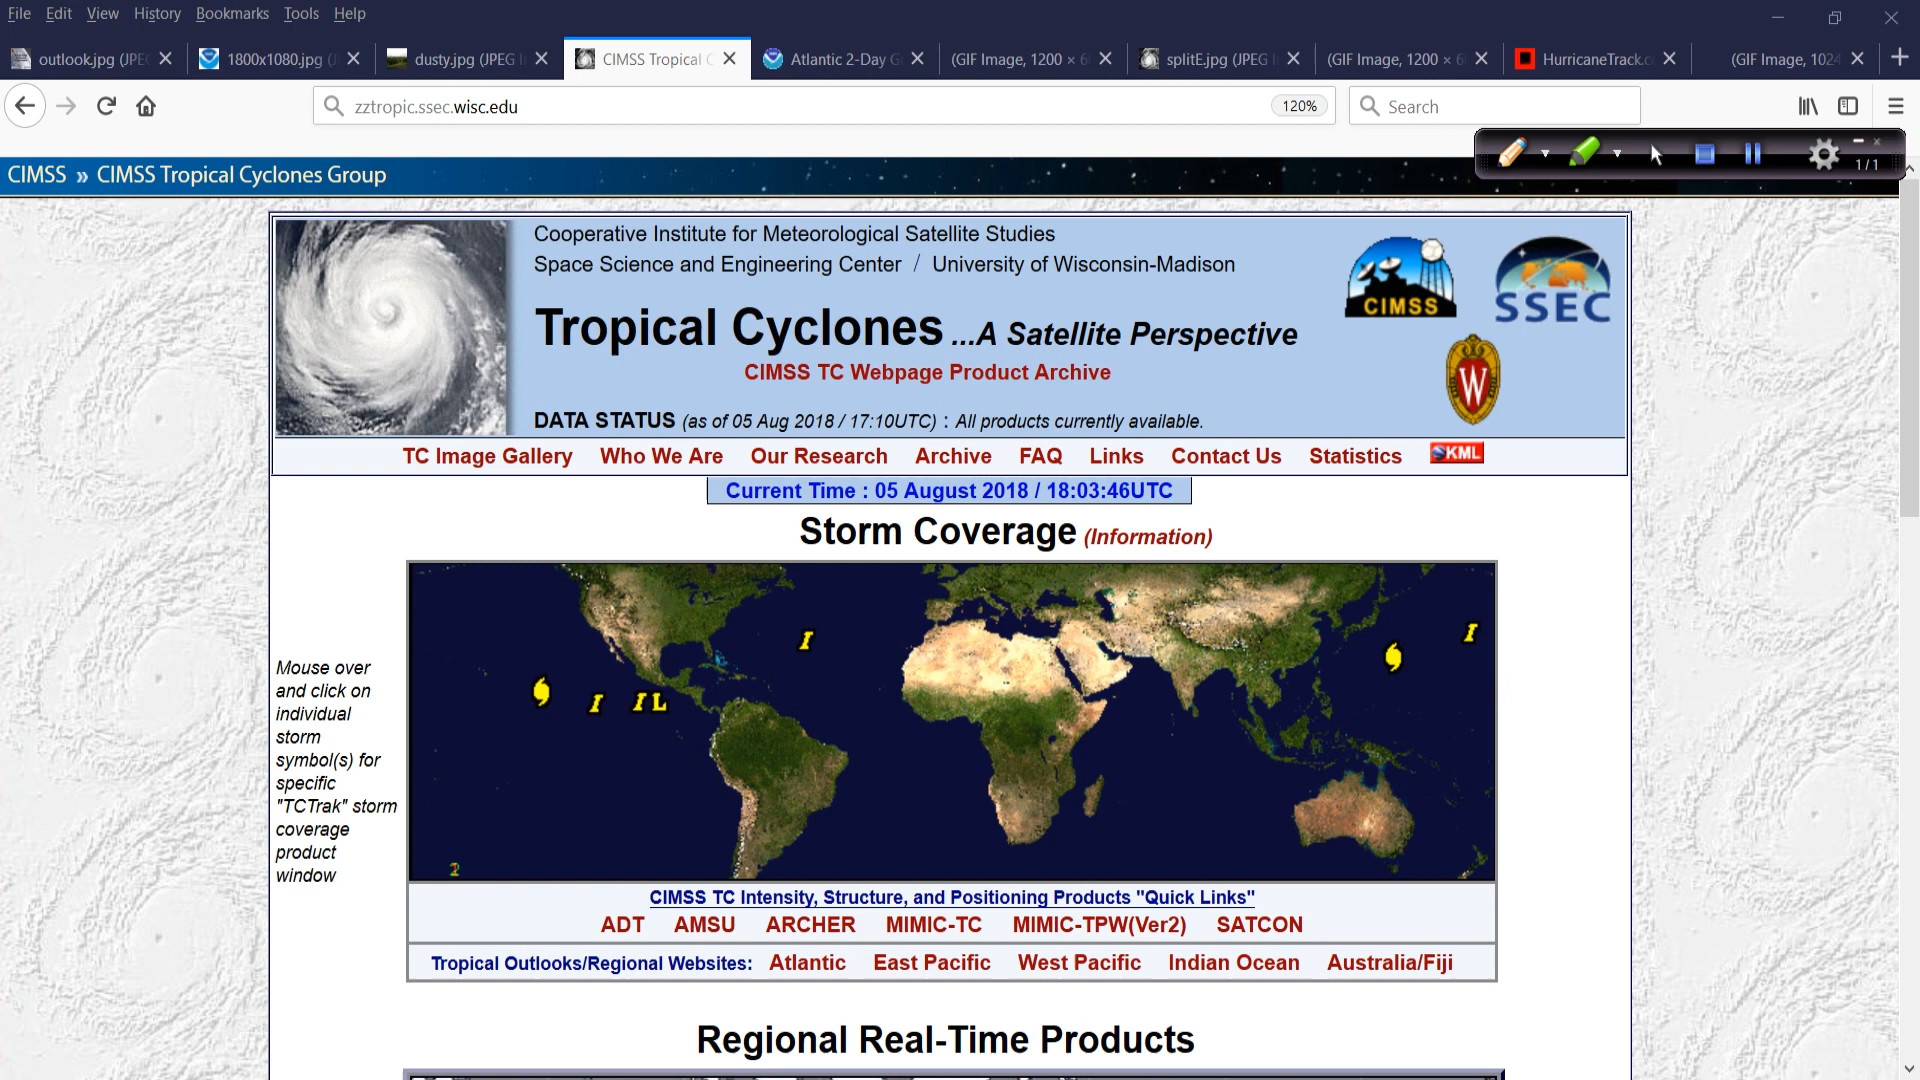 File Edit View History Bookmarks Tools Help
outlook.jpg (JPE
1800x1080.jpg (
dusty.jpg (JPEG I
CIMSS Tropical C
Atlantic 2-Day G
(GIF Image, 1200 × 6
splitE.jpg (JPEG I
(GIF Image, 1200 × 6
HurricaneTrack.c
(GIF Image, 1024
zztropic.ssec.wisc.edu
120%
Search
1/1
CIMSS » CIMSS Tropical Cyclones Group
Cooperative Institute for Meteorological Satellite Studies
Space Science and Engineering Center / University of Wisconsin-Madison
Tropical Cyclones ...A Satellite Perspective
CIMSS TC Webpage Product Archive
DATA STATUS (as of 05 Aug 2018 / 17:10UTC) : All products currently available.
CIMSS
SSEC
W
TC Image Gallery Who We Are Our Research Archive FAQ Links Contact Us Statistics KML
Current Time : 05 August 2018 / 18:03:46UTC
Storm Coverage (Information)
Mouse over
and click on
individual
storm
symbol(s) for
specific
"TCTrak" storm
coverage
product
window
I
I
I
I L
2
CIMSS TC Intensity, Structure, and Positioning Products "Quick Links"
ADT AMSU ARCHER MIMIC-TC MIMIC-TPW(Ver2) SATCON
Tropical Outlooks/Regional Websites: Atlantic East Pacific West Pacific Indian Ocean Australia/Fiji
Regional Real-Time Products